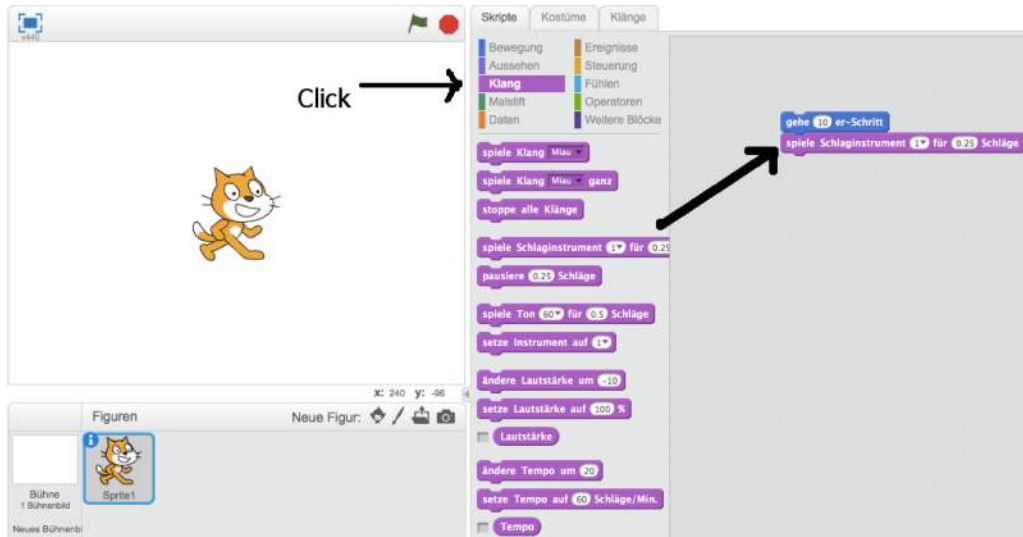 v440
Click
x: 240 y: -96
Figuren
Neue Figur:
Bühne
1 Bühnenbild
Neues Bühnenbi
Sprite1
Skripte
Kostüme
Klänge
Bewegung
Aussehen
Klang
Malstift
Daten
Ereignisse
Steuerung
Fühlen
Operatoren
Weitere Blöcke
spiele Klang Miau
spiele Klang Miau ganz
stoppe alle Klänge
spiele Schlaginstrument 1 für 0.25
pausiere 0.25 Schläge
spiele Ton 60 für 0.5 Schläge
setze Instrument auf 1
ändere Lautstärke um -10
setze Lautstärke auf 100 %
Lautstärke
ändere Tempo um 20
setze Tempo auf 60 Schläge/Min.
Tempo
gehe 10 er-Schritt
spiele Schlaginstrument 1 für 0.25 Schläge